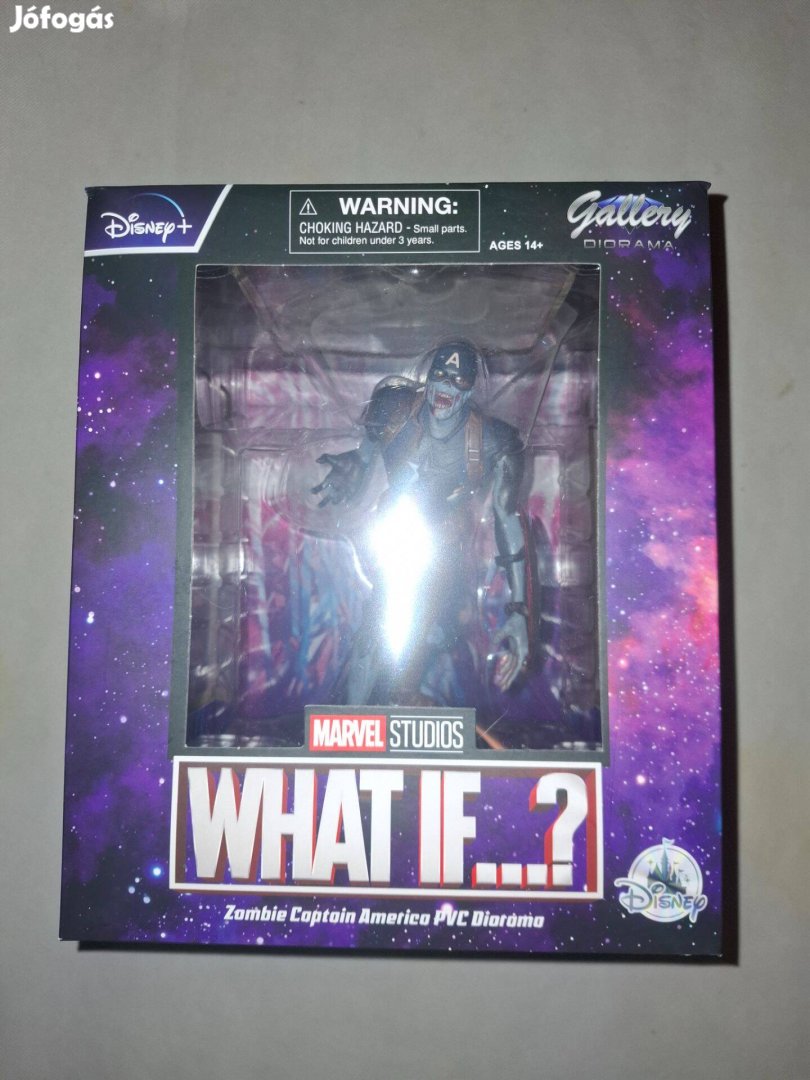 Jófogás
Disney+
WARNING:
CHOKING HAZARD - Small parts.
Not for children under 3 years.
AGES 14+
Gallery
DIORAMA
A
MARVEL STUDIOS
WHAT IF...?
Zombie Captain America PVC Diorama
Disney